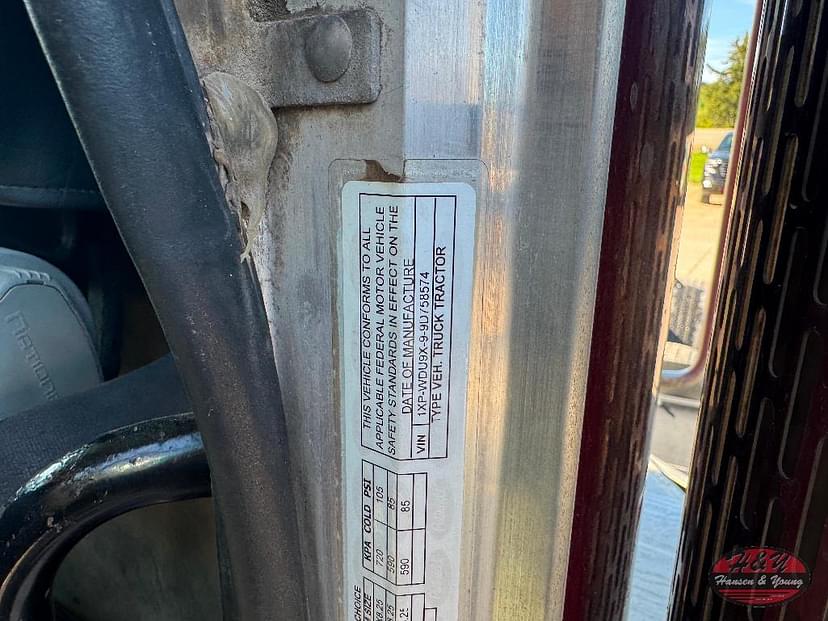 THIS VEHICLE CONFORMS TO ALL
APPLICABLE FEDERAL MOTOR VEHICLE
SAFETY STANDARDS IN EFFECT ON THE
DATE OF MANUFACTURE
VIN 1XP-WDU9X-9-9D758574
TYPE VEH. TRUCK TRACTOR
CHOICE
SIZE KPA COLD PSI
720 105
590 85
590 85
NATIONAL
H&Y
Hansen & Young